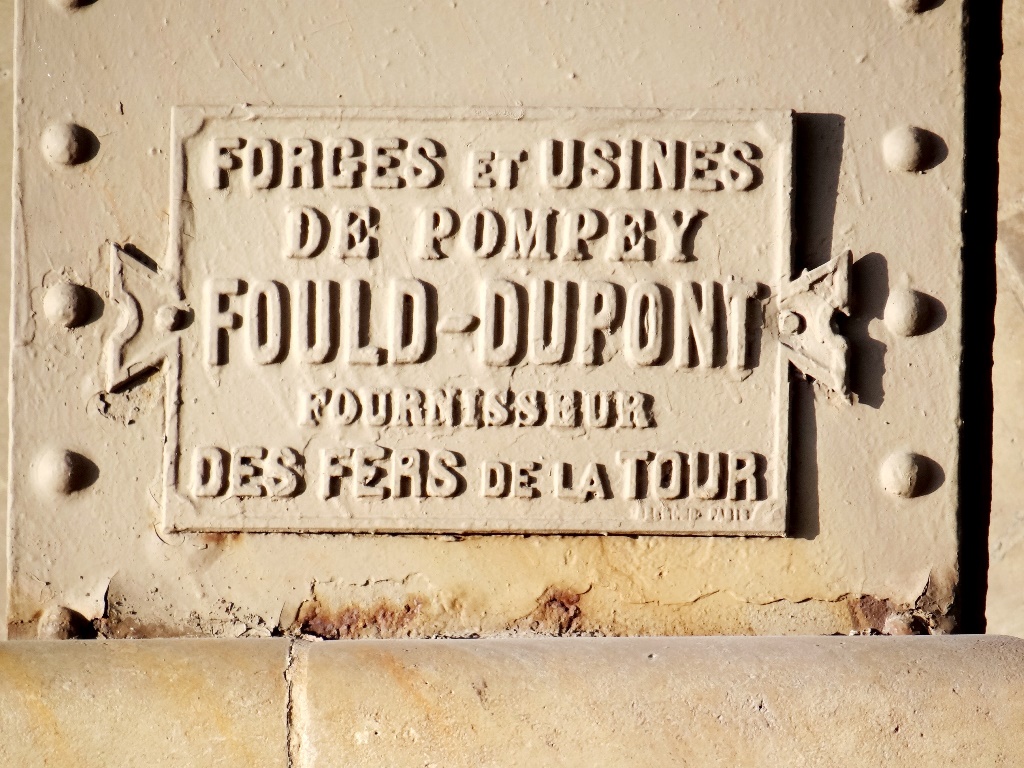 FORGES ET USINES
DE POMPEY
FOULD-DUPONT
FOURNISSEUR
DES FERS DE LA TOUR